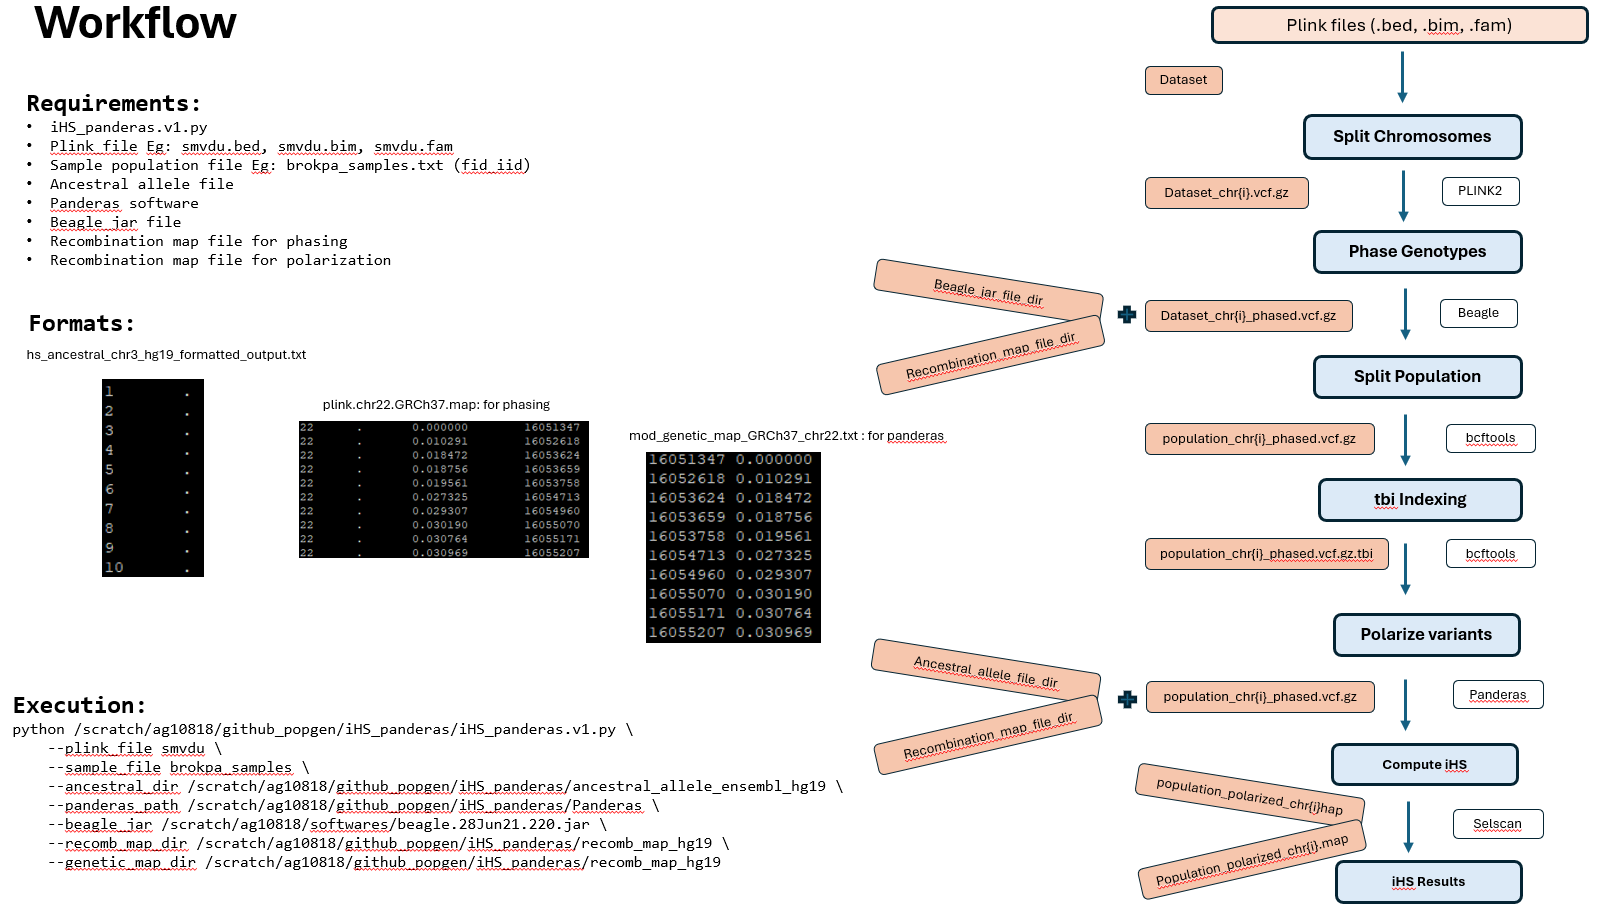 Workflow
Requirements:
• iHS_panderas.v1.py
• Plink_file Eg: smvdu.bed, smvdu.bim, smvdu.fam
• Sample population file Eg: brokpa_samples.txt (fid_iid)
• Ancestral allele file
• Panderas software
• Beagle_jar file
• Recombination map file for phasing
• Recombination map file for polarization
Formats:
hs_ancestral_chr3_hg19_formatted_output.txt
1 .
2 .
3 .
4 .
5 .
6 .
7 .
8 .
9 .
10 .
plink.chr22.GRCh37.map: for phasing
22 . 0.000000 16051347
22 . 0.010291 16052618
22 . 0.018472 16053624
22 . 0.018756 16053659
22 . 0.019561 16053758
22 . 0.027325 16054713
22 . 0.029307 16054960
22 . 0.030190 16055070
22 . 0.030764 16055171
22 . 0.030969 16055207
mod_genetic_map_GRCh37_chr22.txt : for panderas
16051347 0.000000
16052618 0.010291
16053624 0.018472
16053659 0.018756
16053758 0.019561
16054713 0.027325
16054960 0.029307
16055070 0.030190
16055171 0.030764
16055207 0.030969
Execution:
python /scratch/ag10818/github_popgen/iHS_panderas/iHS_panderas.v1.py \
--plink_file smvdu \
--sample_file brokpa_samples \
--ancestral_dir /scratch/ag10818/github_popgen/iHS_panderas/ancestral_allele_ensembl_hg19 \
--panderas_path /scratch/ag10818/github_popgen/iHS_panderas/Panderas \
--beagle_jar /scratch/ag10818/softwares/beagle.28Jun21.220.jar \
--recomb_map_dir /scratch/ag10818/github_popgen/iHS_panderas/recomb_map_hg19 \
--genetic_map_dir /scratch/ag10818/github_popgen/iHS_panderas/recomb_map_hg19
Plink files (.bed, .bim, .fam)
Dataset
Split Chromosomes
Dataset_chr{i}.vcf.gz
PLINK2
Phase Genotypes
Beagle_jar_file_dir
Recombination_map_file_dir
Dataset_chr{i}_phased.vcf.gz
Beagle
Split Population
population_chr{i}_phased.vcf.gz
bcftools
tbi Indexing
population_chr{i}_phased.vcf.gz.tbi
bcftools
Polarize variants
Ancestral_allele_file_dir
Recombination_map_file_dir
population_chr{i}_phased.vcf.gz
Panderas
Compute iHS
population_polarized_chr{i}hap
Population_polarized_chr{i}.map
Selscan
iHS Results